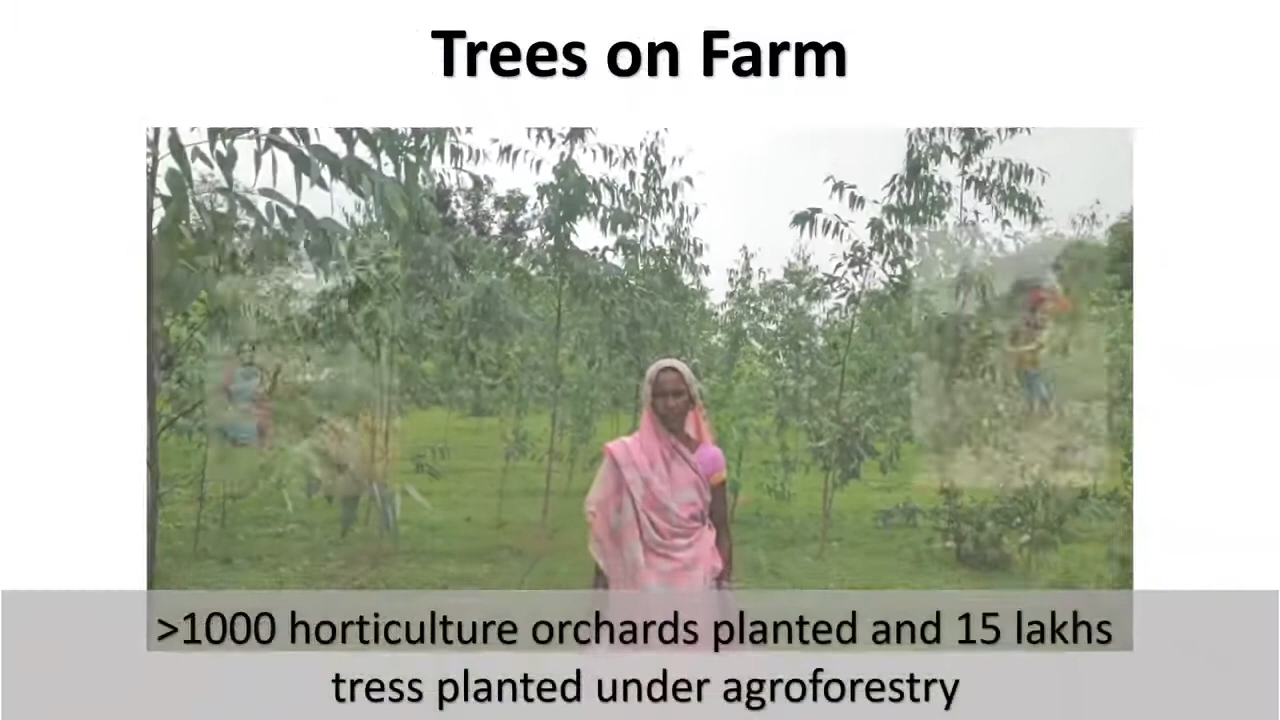 Trees on Farm
>1000 horticulture orchards planted and 15 lakhs
tress planted under agroforestry